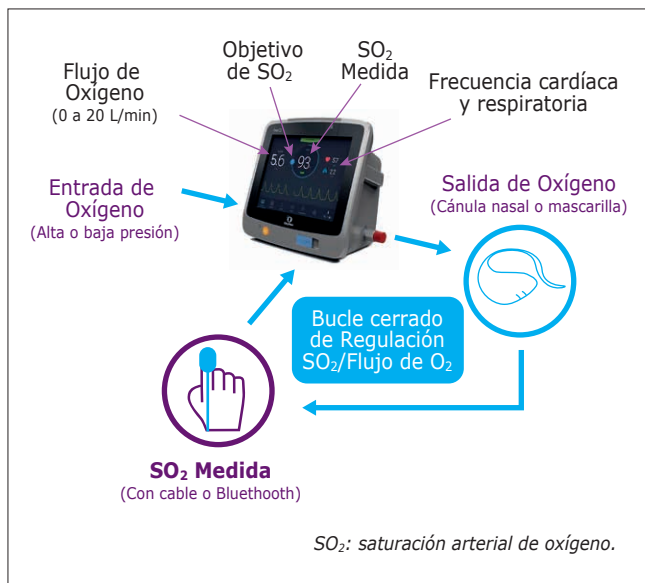 Objetivo
de SO₂
SO₂
Medida
Flujo de
Oxígeno
(0 a 20 L/min)
Frecuencia cardíaca
y respiratoria
5.6
93
57
Entrada de
Oxígeno
(Alta o baja presión)
Salida de Oxígeno
(Cánula nasal o mascarilla)
Bucle cerrado
de Regulación
SO₂/Flujo de O₂
SO₂ Medida
(Con cable o Bluethooth)
SO₂: saturación arterial de oxígeno.